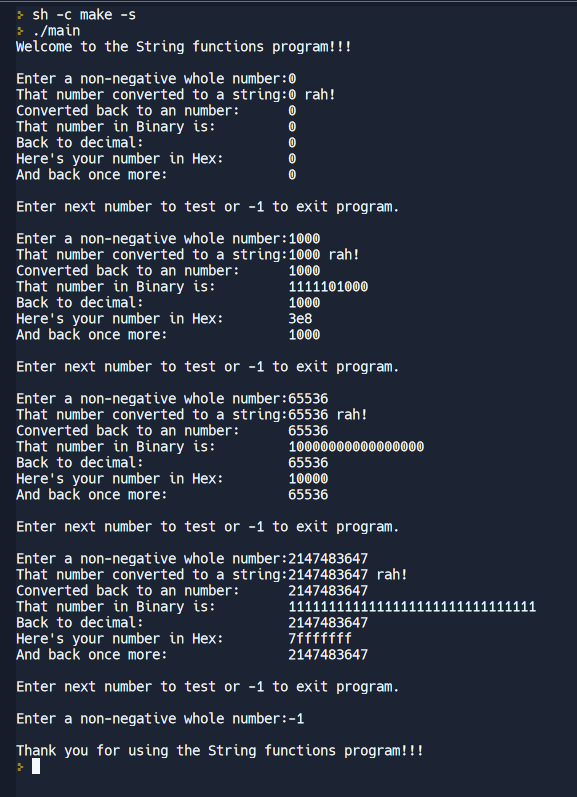 > sh -c make -s
> ./main
Welcome to the String functions program!!!
Enter a non-negative whole number:0
That number converted to a string:0 rah!
Converted back to an number:      0
That number in Binary is:         0
Back to decimal:                  0
Here's your number in Hex:        0
And back once more:               0
Enter next number to test or -1 to exit program.
Enter a non-negative whole number:1000
That number converted to a string:1000 rah!
Converted back to an number:      1000
That number in Binary is:         1111101000
Back to decimal:                  1000
Here's your number in Hex:        3e8
And back once more:               1000
Enter next number to test or -1 to exit program.
Enter a non-negative whole number:65536
That number converted to a string:65536 rah!
Converted back to an number:      65536
That number in Binary is:         10000000000000000
Back to decimal:                  65536
Here's your number in Hex:        10000
And back once more:               65536
Enter next number to test or -1 to exit program.
Enter a non-negative whole number:2147483647
That number converted to a string:2147483647 rah!
Converted back to an number:      2147483647
That number in Binary is:         1111111111111111111111111111111
Back to decimal:                  2147483647
Here's your number in Hex:        7fffffff
And back once more:               2147483647
Enter next number to test or -1 to exit program.
Enter a non-negative whole number:-1
Thank you for using the String functions program!!!
>